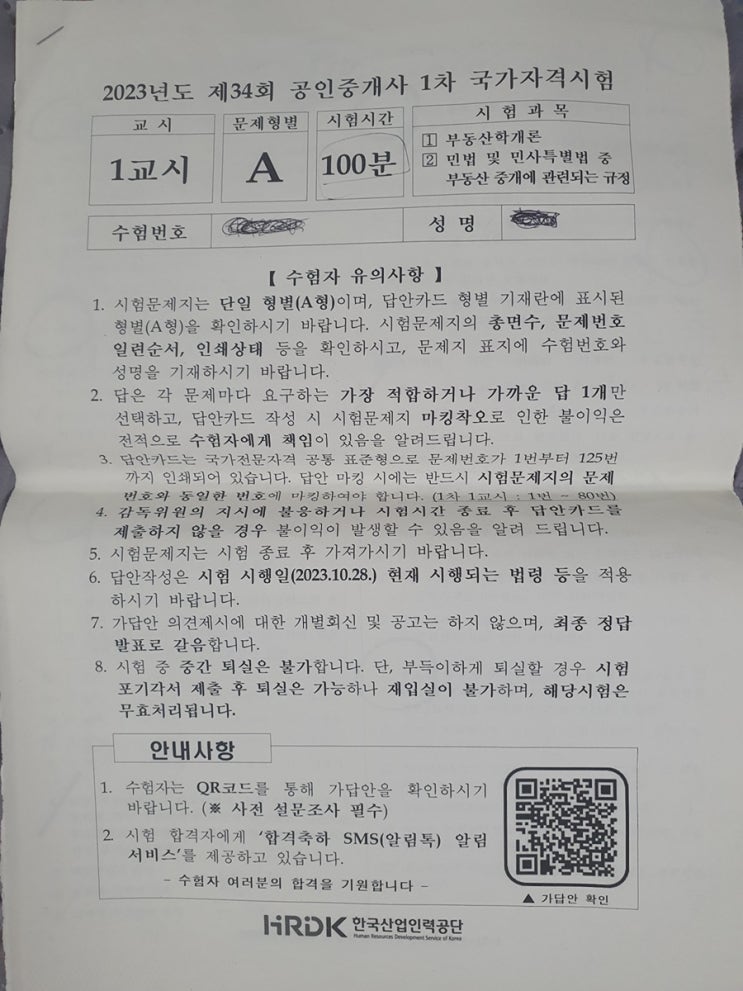 2023년도 제34회 공인중개사 1차 국가자격시험
교 시 문제형별 시험시간 시 험 과 목
1교시 A 100분
1 부동산학개론
2 민법 및 민사특별법 중
부동산 중개에 관련되는 규정
수험번호 성 명
【 수험자 유의사항 】
1. 시험문제지는 단일 형별(A형)이며, 답안카드 형별 기재란에 표시된
형별(A형)을 확인하시기 바랍니다. 시험문제지의 총면수, 문제번호
일련순서, 인쇄상태 등을 확인하시고, 문제지 표지에 수험번호와
성명을 기재하시기 바랍니다.
2. 답은 각 문제마다 요구하는 가장 적합하거나 가까운 답 1개만
선택하고, 답안카드 작성 시 시험문제지 마킹착오로 인한 불이익은
전적으로 수험자에게 책임이 있음을 알려드립니다.
3. 답안카드는 국가전문자격 공통 표준형으로 문제번호가 1번부터 125번
까지 인쇄되어 있습니다. 답안 마킹 시에는 반드시 시험문제지의 문제
번호와 동일한 번호에 마킹하여야 합니다. (1차 1교시 : 1번 ~ 80번)
4. 감독위원의 지시에 불응하거나 시험시간 종료 후 답안카드를
제출하지 않을 경우 불이익이 발생할 수 있음을 알려 드립니다.
5. 시험문제지는 시험 종료 후 가져가시기 바랍니다.
6. 답안작성은 시험 시행일(2023.10.28.) 현재 시행되는 법령 등을 적용
하시기 바랍니다.
7. 가답안 의견제시에 대한 개별회신 및 공고는 하지 않으며, 최종 정답
발표로 갈음합니다.
8. 시험 중 중간 퇴실은 불가합니다. 단, 부득이하게 퇴실할 경우 시험
포기각서 제출 후 퇴실은 가능하나 재입실이 불가하며, 해당시험은
무효처리됩니다.
안내사항
1. 수험자는 QR코드를 통해 가답안을 확인하시기
바랍니다. (※ 사전 설문조사 필수)
2. 시험 합격자에게 '합격축하 SMS(알림톡) 알림
서비스'를 제공하고 있습니다.
- 수험자 여러분의 합격을 기원합니다 -
▲ 가답안 확인
HRDK 한국산업인력공단
Human Resources Development Service of Korea